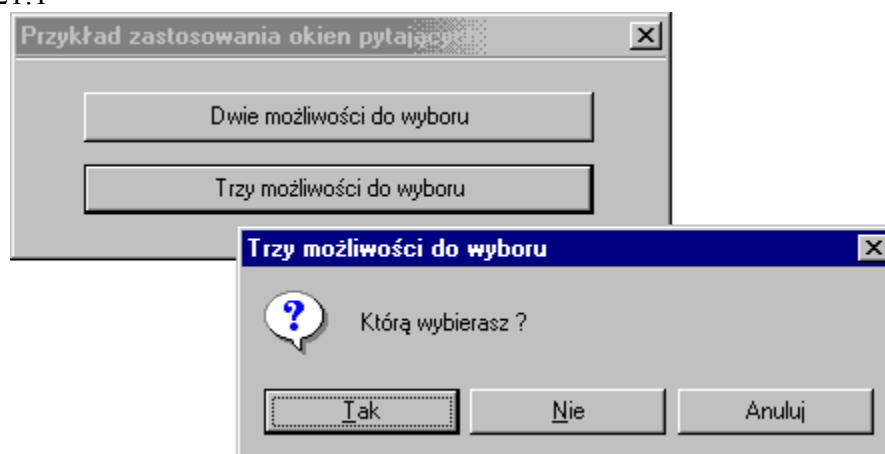 Przykład zastosowania okien pytających
Dwie możliwości do wyboru
Trzy możliwości do wyboru
Trzy możliwości do wyboru
Którą wybierasz ?
Tak
Nie
Anuluj